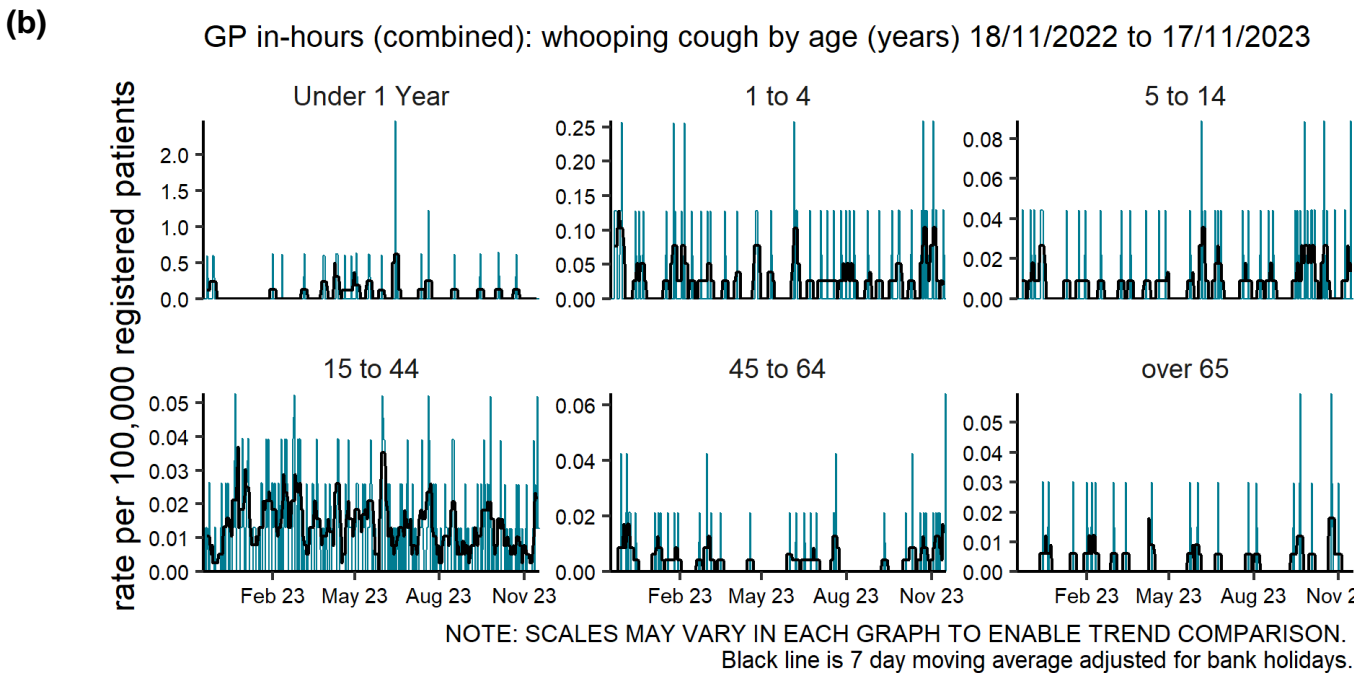 (b)
GP in-hours (combined): whooping cough by age (years) 18/11/2022 to 17/11/2023
rate per 100,000 registered patients
Under 1 Year
2.0
1.5
1.0
0.5
0.0
1 to 4
0.25
0.20
0.15
0.10
0.05
0.00
5 to 14
0.08
0.06
0.04
0.02
0.00
15 to 44
0.05
0.04
0.03
0.02
0.01
0.00
Feb 23 May 23 Aug 23 Nov 23
45 to 64
0.06
0.04
0.02
0.00
Feb 23 May 23 Aug 23 Nov 23
over 65
0.05
0.04
0.03
0.02
0.01
0.00
Feb 23 May 23 Aug 23 Nov 2
NOTE: SCALES MAY VARY IN EACH GRAPH TO ENABLE TREND COMPARISON.
Black line is 7 day moving average adjusted for bank holidays.